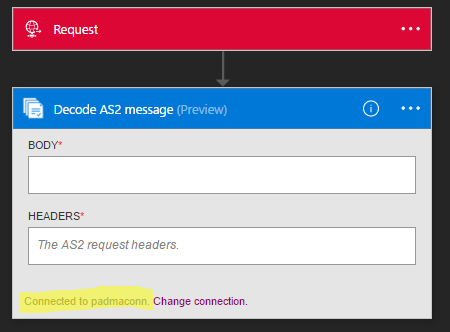 Request
Decode AS2 message (Preview)
BODY*
HEADERS*
The AS2 request headers.
Connected to padmaconn. Change connection.